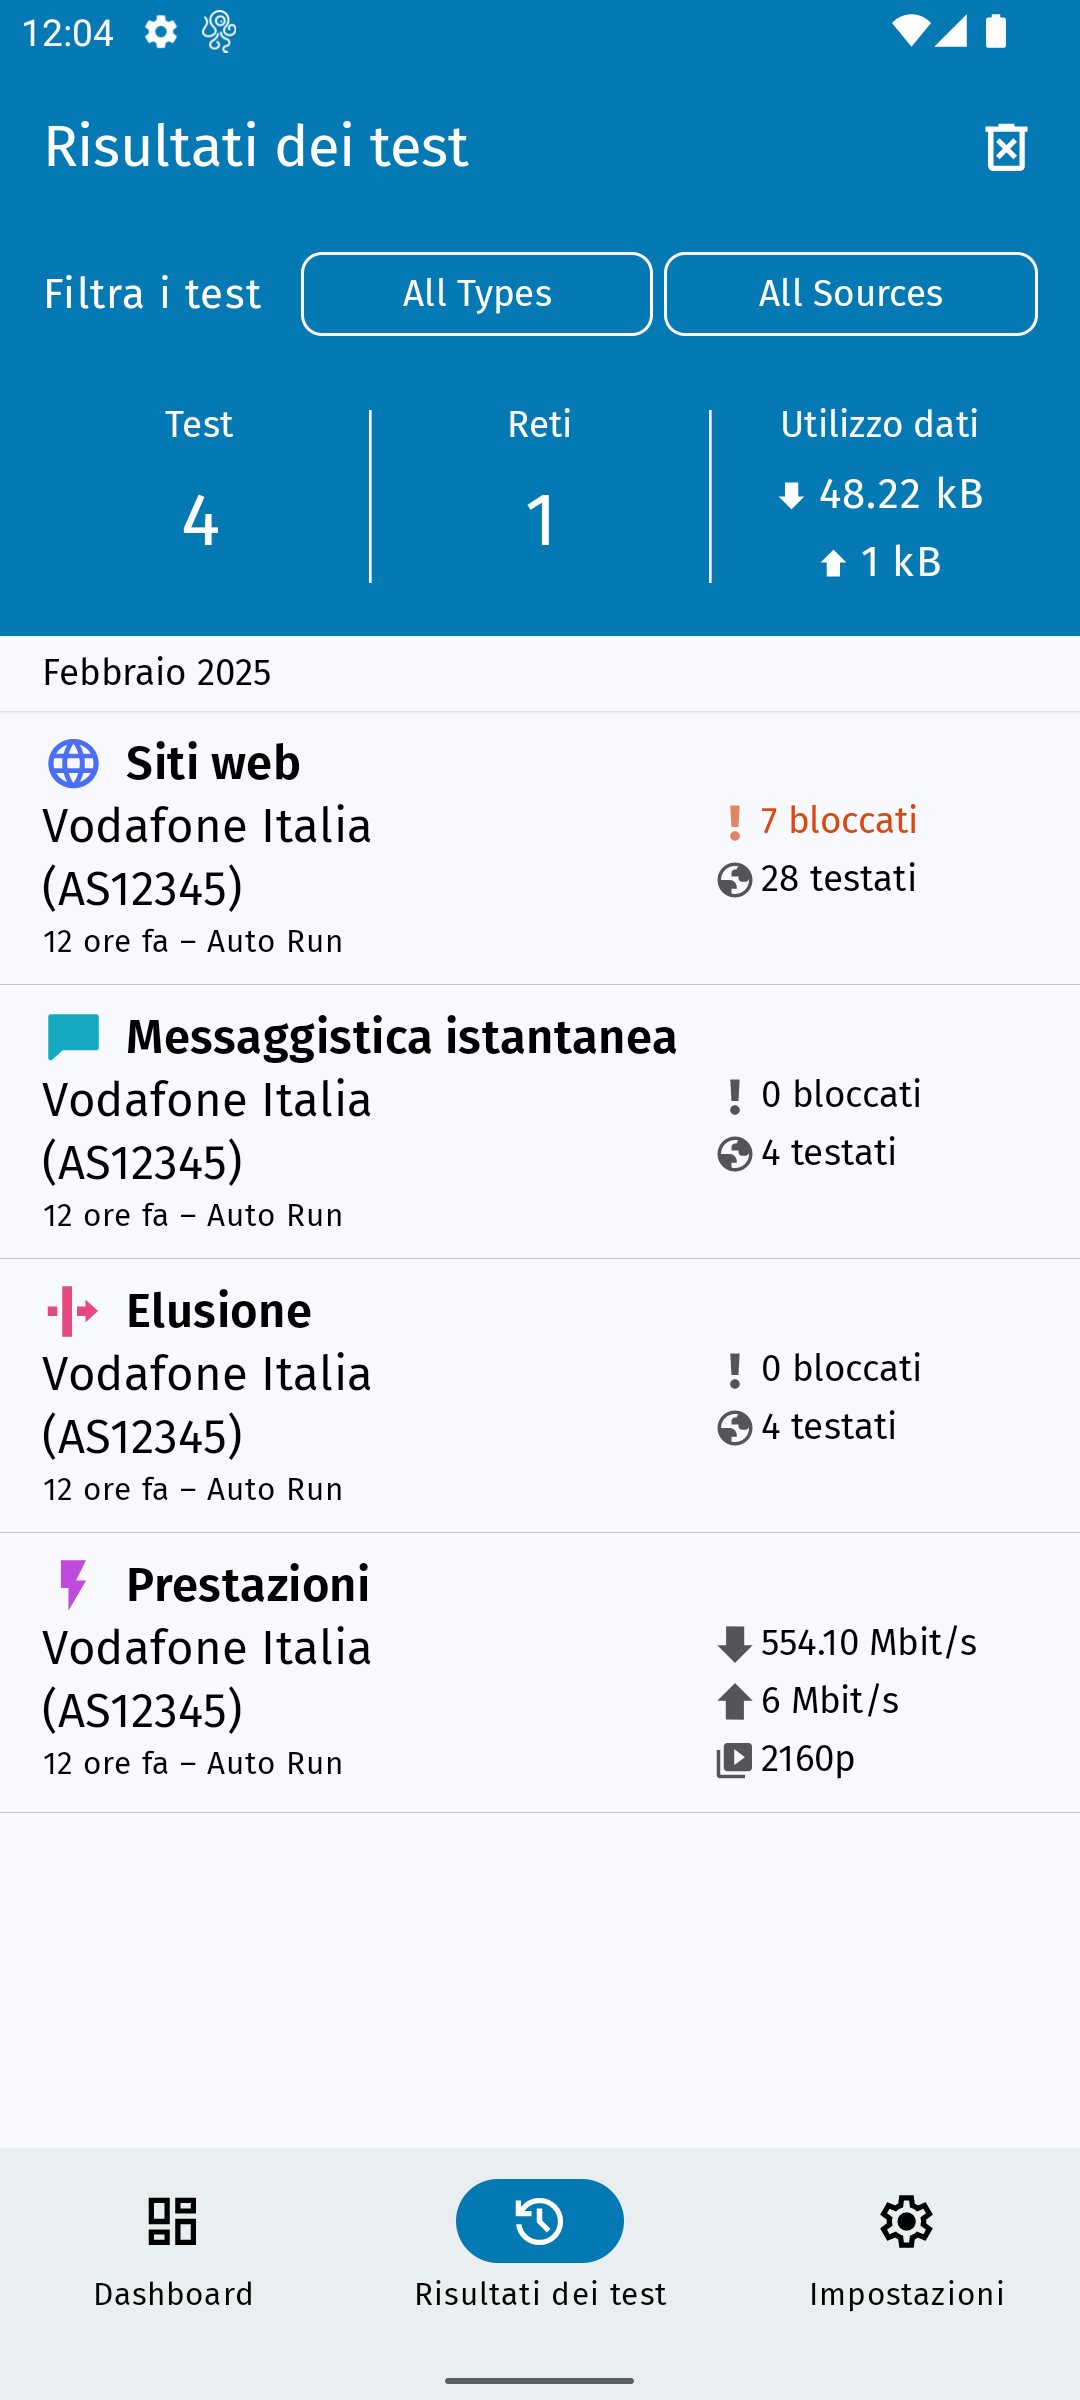 12:04
Risultati dei test
Filtra i test
All Types
All Sources
Test
Reti
Utilizzo dati
4
1
48.22 kB
1 kB
Febbraio 2025
Siti web
Vodafone Italia
(AS12345)
12 ore fa – Auto Run
7 bloccati
28 testati
Messaggistica istantanea
Vodafone Italia
(AS12345)
12 ore fa – Auto Run
0 bloccati
4 testati
Elusione
Vodafone Italia
(AS12345)
12 ore fa – Auto Run
0 bloccati
4 testati
Prestazioni
Vodafone Italia
(AS12345)
12 ore fa – Auto Run
554.10 Mbit/s
6 Mbit/s
2160p
Dashboard
Risultati dei test
Impostazioni